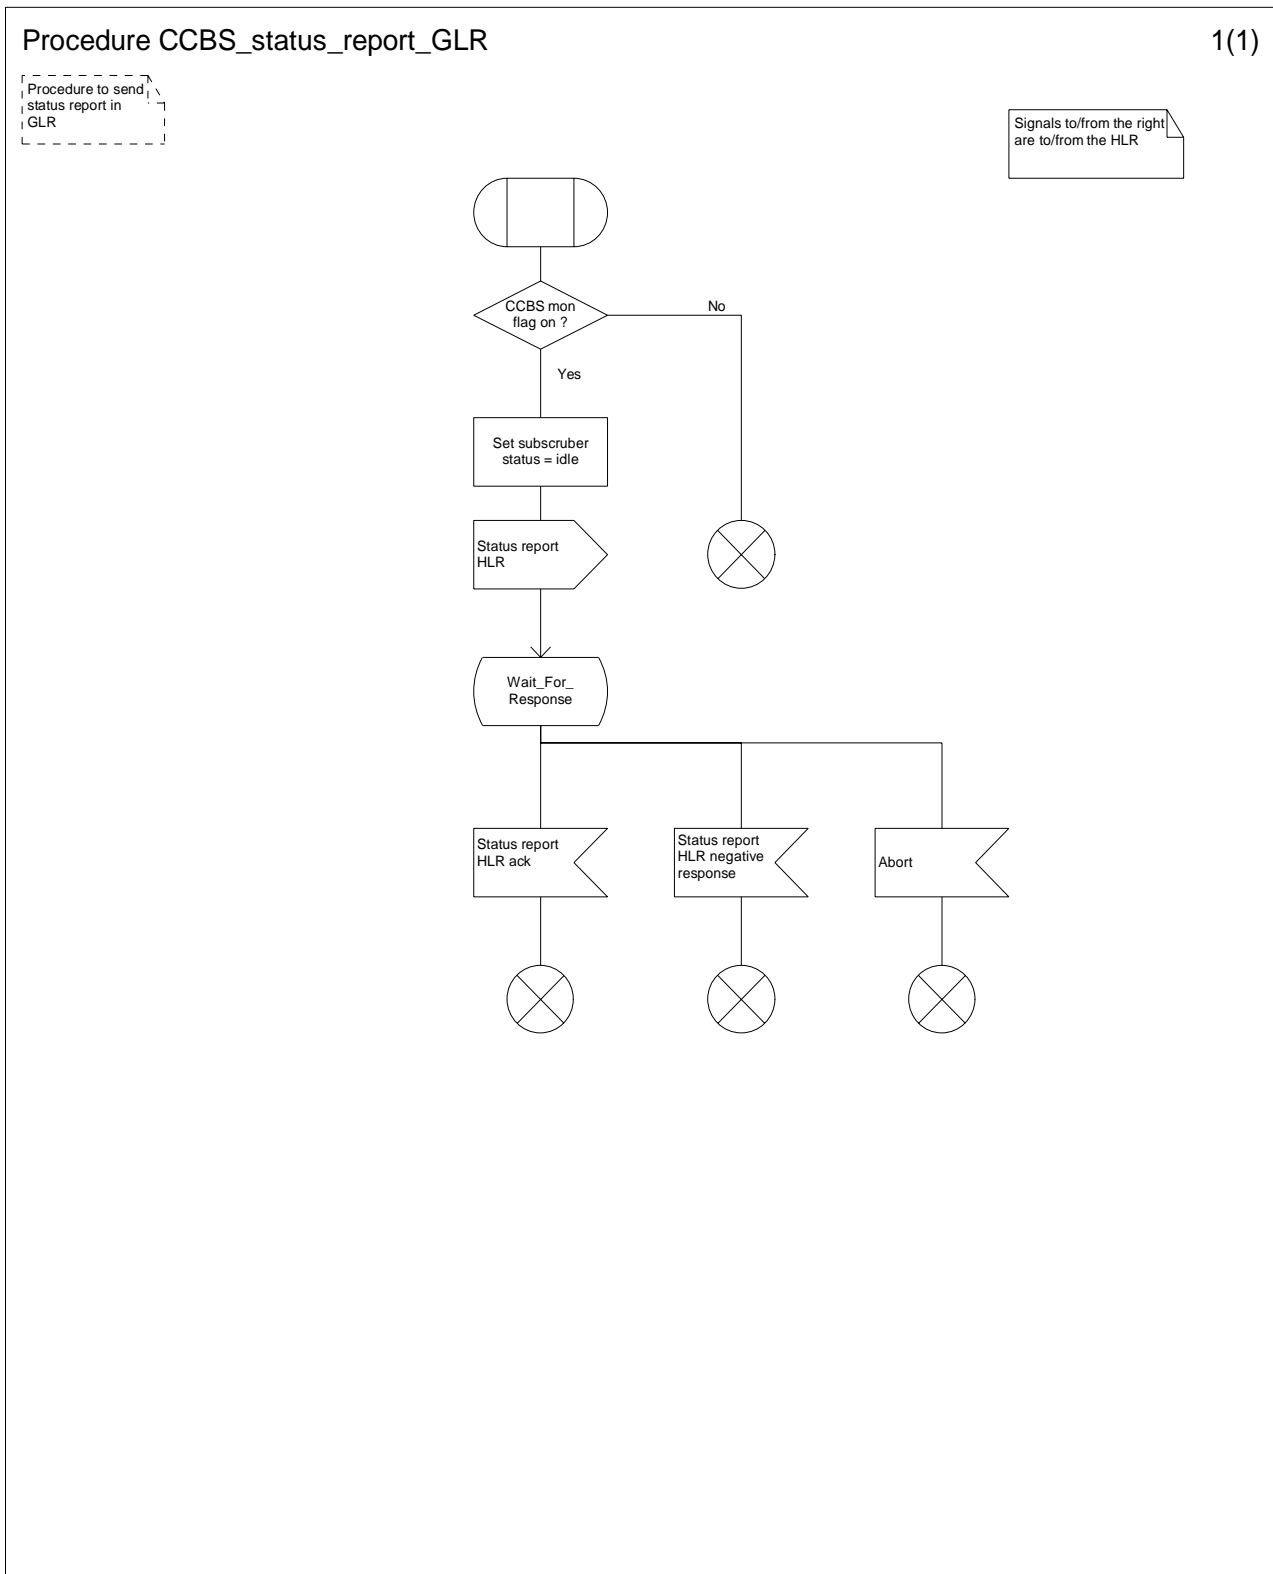 Procedure CCBS_status_report_GLR
1(1)
Procedure to send
status report in
GLR
Signals to/from the right
are to/from the HLR
CCBS mon
flag on ?
No
Yes
Set subscruber
status = idle
Status report
HLR
Wait_For_
Response
Status report
HLR ack
Status report
HLR negative
response
Abort